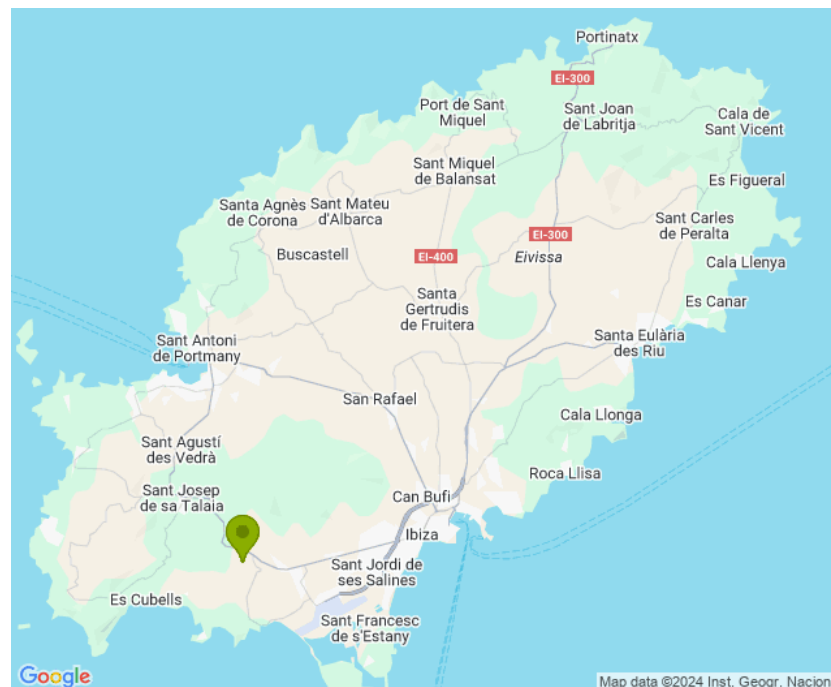 Portinatx
EI-300
Port de Sant
Miquel
Sant Joan
de Labritja
Cala de
Sant Vicent
Sant Miquel
de Balansat
Es Figueral
Santa Agnès
de Corona
Sant Mateu
d'Albarca
Sant Carles
de Peralta
EI-300
Buscastell
EI-400
Eivissa
Cala Llenya
Santa
Gertrudis
de Fruitera
Es Canar
Sant Antoni
de Portmany
Santa Eulària
des Riu
San Rafael
Cala Llonga
Sant Agustí
des Vedrà
Roca Llisa
Sant Josep
de sa Talaia
Can Bufi
Ibiza
Sant Jordi de
ses Salines
Es Cubells
Sant Francesc
de s'Estany
Google
Map data ©2024 Inst. Geogr. Nacion